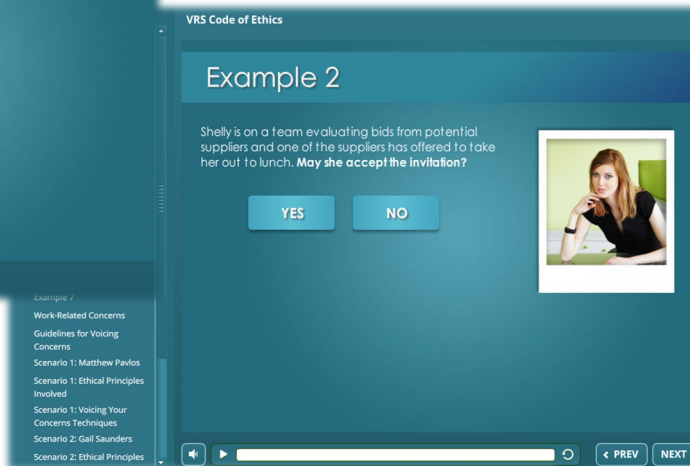 VRS Code of Ethics
Example 2
Shelly is on a team evaluating bids from potential
suppliers and one of the suppliers has offered to take
her out to lunch. May she accept the invitation?
YES
NO
Example 7
Work-Related Concerns
Guidelines for Voicing
Concerns
Scenario 1: Matthew Pavlos
Scenario 1: Ethical Principles
Involved
Scenario 1: Voicing Your
Concerns Techniques
Scenario 2: Gail Saunders
Scenario 2: Ethical Principles
PREV
NEXT